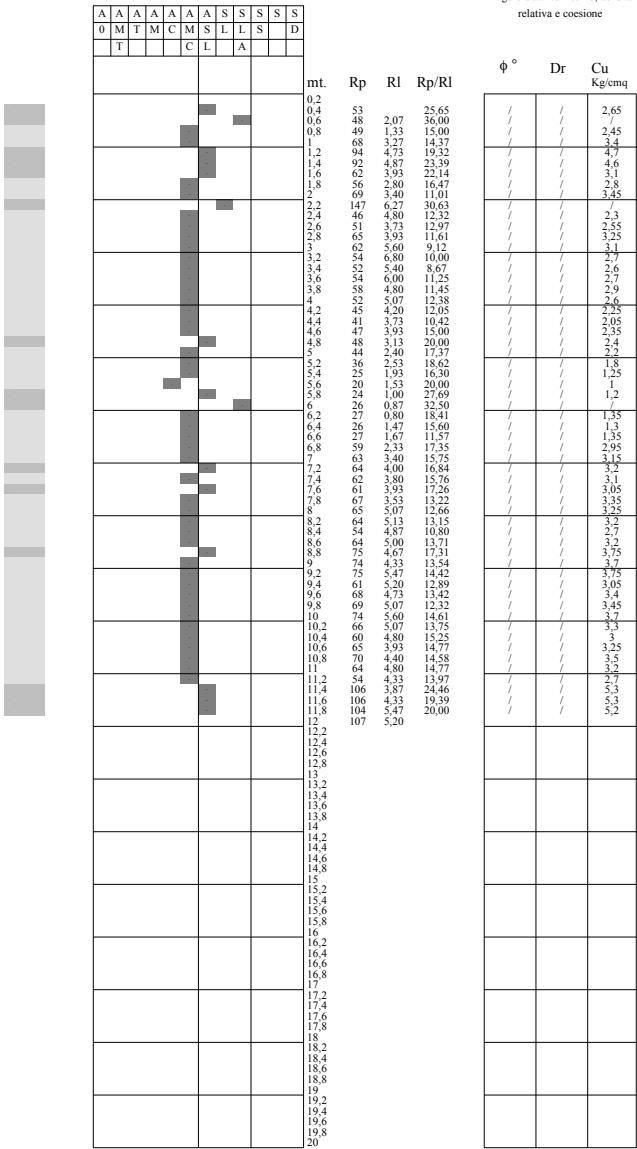 relativa e coesione
A A A A A A A S S S S S
0 M T M C M S L L S D
T C L A
φ ° Dr Cu
mt. Rp Rl Rp/Rl Kg/cmq
0,2
0,4 53 25,65 / / 2,65
0,6 48 2,07 36,00 / / /
0,8 49 1,33 15,00 / / 2,45
1 68 3,27 14,37 / / 3,4
1,2 94 4,73 19,32 / / 4,7
1,4 92 4,87 23,39 / / 4,6
1,6 62 3,93 22,14 / / 3,1
1,8 56 2,80 16,47 / / 2,8
2 69 3,40 11,01 / / 3,45
2,2 147 6,27 30,63 / / /
2,4 46 4,80 12,32 / / 2,3
2,6 51 3,73 12,97 / / 2,55
2,8 65 3,93 11,61 / / 3,25
3 62 5,60 9,12 / / 3,1
3,2 54 6,80 10,00 / / 2,7
3,4 52 5,40 8,67 / / 2,6
3,6 54 6,00 11,25 / / 2,7
3,8 58 4,80 11,45 / / 2,9
4 52 5,07 12,38 / / 2,6
4,2 45 4,20 12,05 / / 2,25
4,4 41 3,73 10,42 / / 2,05
4,6 47 3,93 15,00 / / 2,35
4,8 48 3,13 20,00 / / 2,4
5 44 2,40 17,37 / / 2,2
5,2 36 2,53 18,62 / / 1,8
5,4 25 1,93 16,30 / / 1,25
5,6 20 1,53 20,00 / / 1
5,8 24 1,00 27,69 / / 1,2
6 26 0,87 32,50 / / /
6,2 27 0,80 18,41 / / 1,35
6,4 26 1,47 15,60 / / 1,3
6,6 27 1,67 11,57 / / 1,35
6,8 59 2,33 17,35 / / 2,95
7 63 3,40 15,75 / / 3,15
7,2 64 4,00 16,84 / / 3,2
7,4 62 3,80 15,76 / / 3,1
7,6 61 3,93 17,26 / / 3,05
7,8 67 3,53 13,22 / / 3,35
8 65 5,07 12,66 / / 3,25
8,2 64 5,13 13,15 / / 3,2
8,4 54 4,87 10,80 / / 2,7
8,6 64 5,00 13,71 / / 3,2
8,8 75 4,67 17,31 / / 3,75
9 74 4,33 13,54 / / 3,7
9,2 75 5,47 14,42 / / 3,75
9,4 61 5,20 12,89 / / 3,05
9,6 68 4,73 13,42 / / 3,4
9,8 69 5,07 12,32 / / 3,45
10 74 5,60 14,61 / / 3,7
10,2 66 5,07 13,75 / / 3,3
10,4 60 4,80 15,25 / / 3
10,6 65 3,93 14,77 / / 3,25
10,8 70 4,40 14,58 / / 3,5
11 64 4,80 14,77 / / 3,2
11,2 54 4,33 13,97 / / 2,7
11,4 106 3,87 24,46 / / 5,3
11,6 106 4,33 19,39 / / 5,3
11,8 104 5,47 20,00 / / 5,2
12 107 5,20
12,2
12,4
12,6
12,8
13
13,2
13,4
13,6
13,8
14
14,2
14,4
14,6
14,8
15
15,2
15,4
15,6
15,8
16
16,2
16,4
16,6
16,8
17
17,2
17,4
17,6
17,8
18
18,2
18,4
18,6
18,8
19
19,2
19,4
19,6
19,8
20